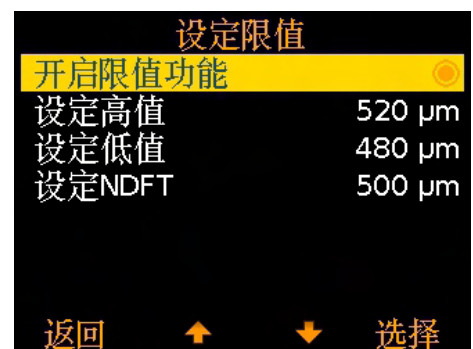 设定限值
开启限值功能
设定高值 520 µm
设定低值 480 µm
设定NDFT 500 µm
返回 选择